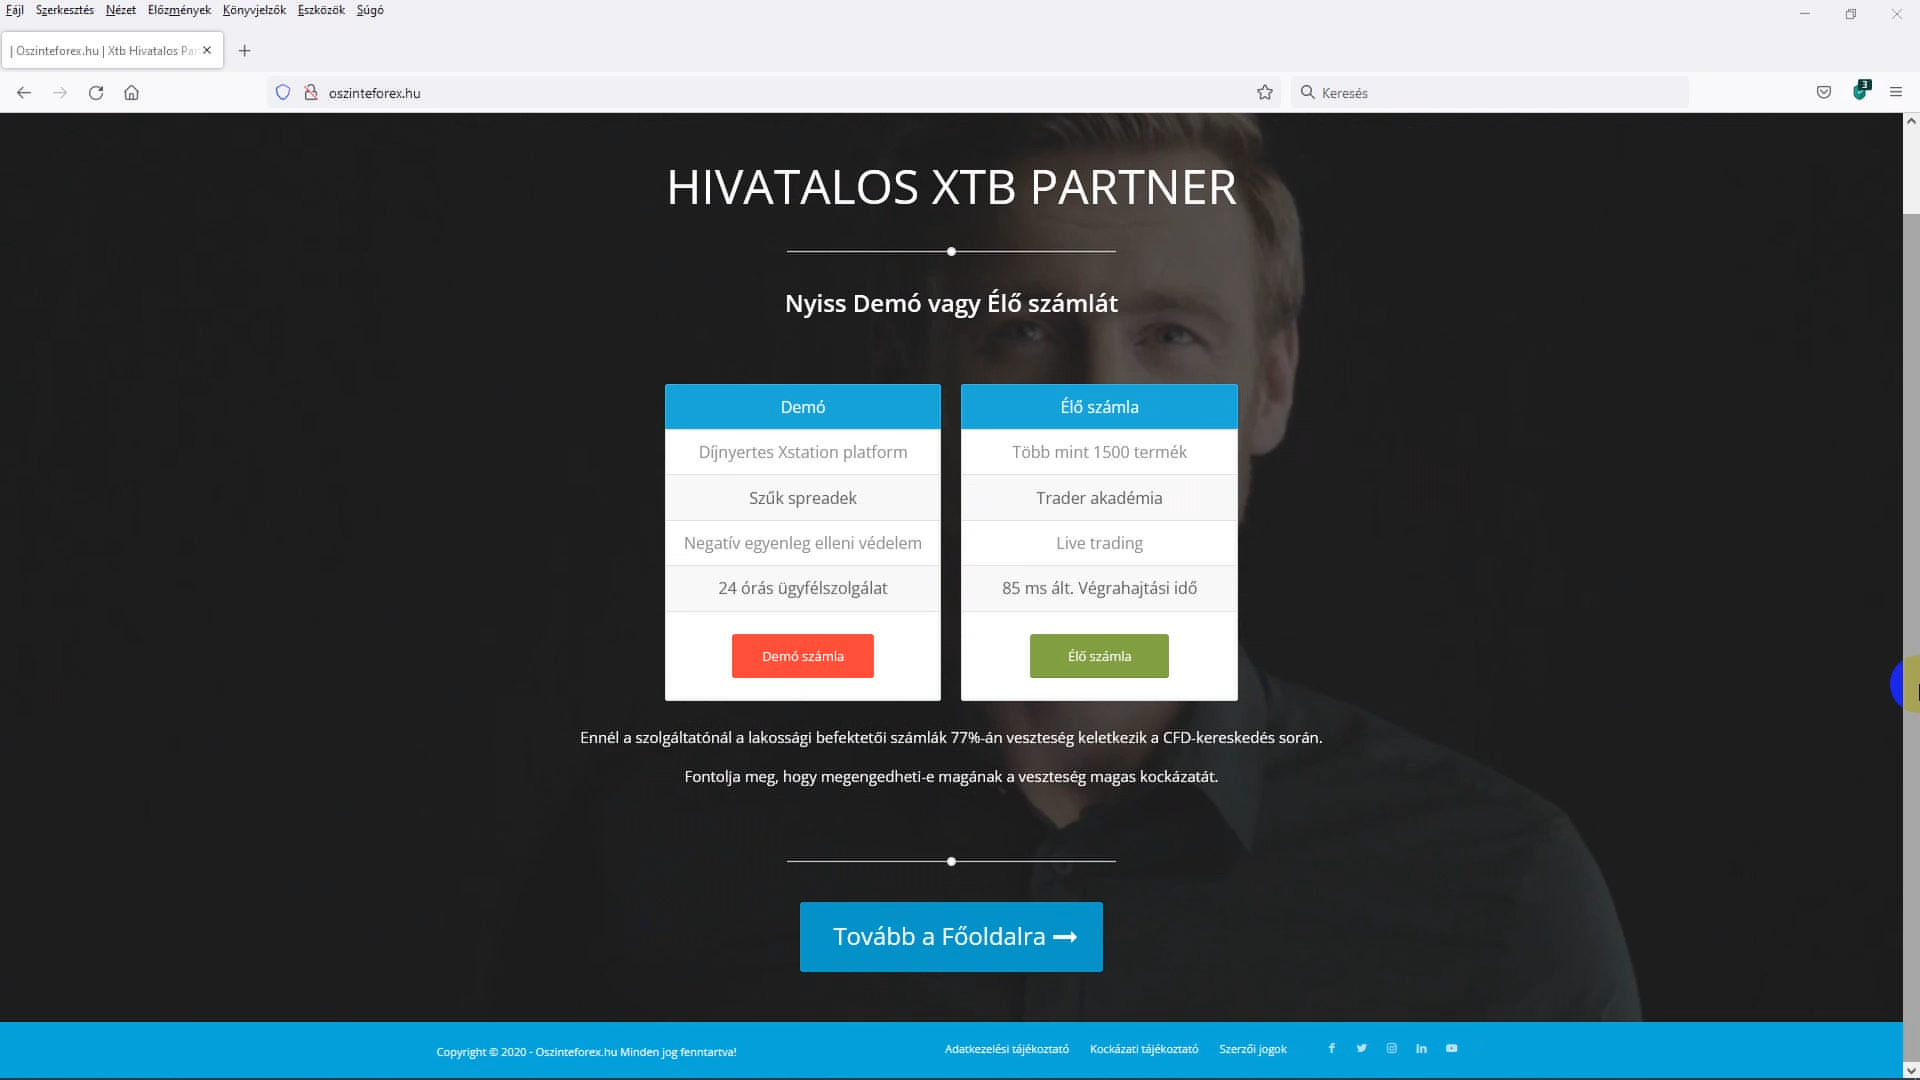 Fájl Szerkesztés Nézet Előzmények Könyvjelzők Eszközök Súgó
| Oszinteforex.hu | Xtb Hivatalos Par
oszinteforex.hu
Keresés
3
HIVATALOS XTB PARTNER
Nyiss Demó vagy Élő számlát
Demó
Díjnyertes Xstation platform
Szűk spreadek
Negatív egyenleg elleni védelem
24 órás ügyfélszolgálat
Demó számla
Élő számla
Több mint 1500 termék
Trader akadémia
Live trading
85 ms ált. Végrahajtási idő
Élő számla
Ennél a szolgáltatónál a lakossági befektetői számlák 77%-án veszteség keletkezik a CFD-kereskedés során.
Fontolja meg, hogy megengedheti-e magának a veszteség magas kockázatát.
Tovább a Főoldalra
Copyright © 2020 - Oszinteforex.hu Minden jog fenntartva!
Adatkezelési tájékoztató Kockázati tájékoztató Szerzői jogok